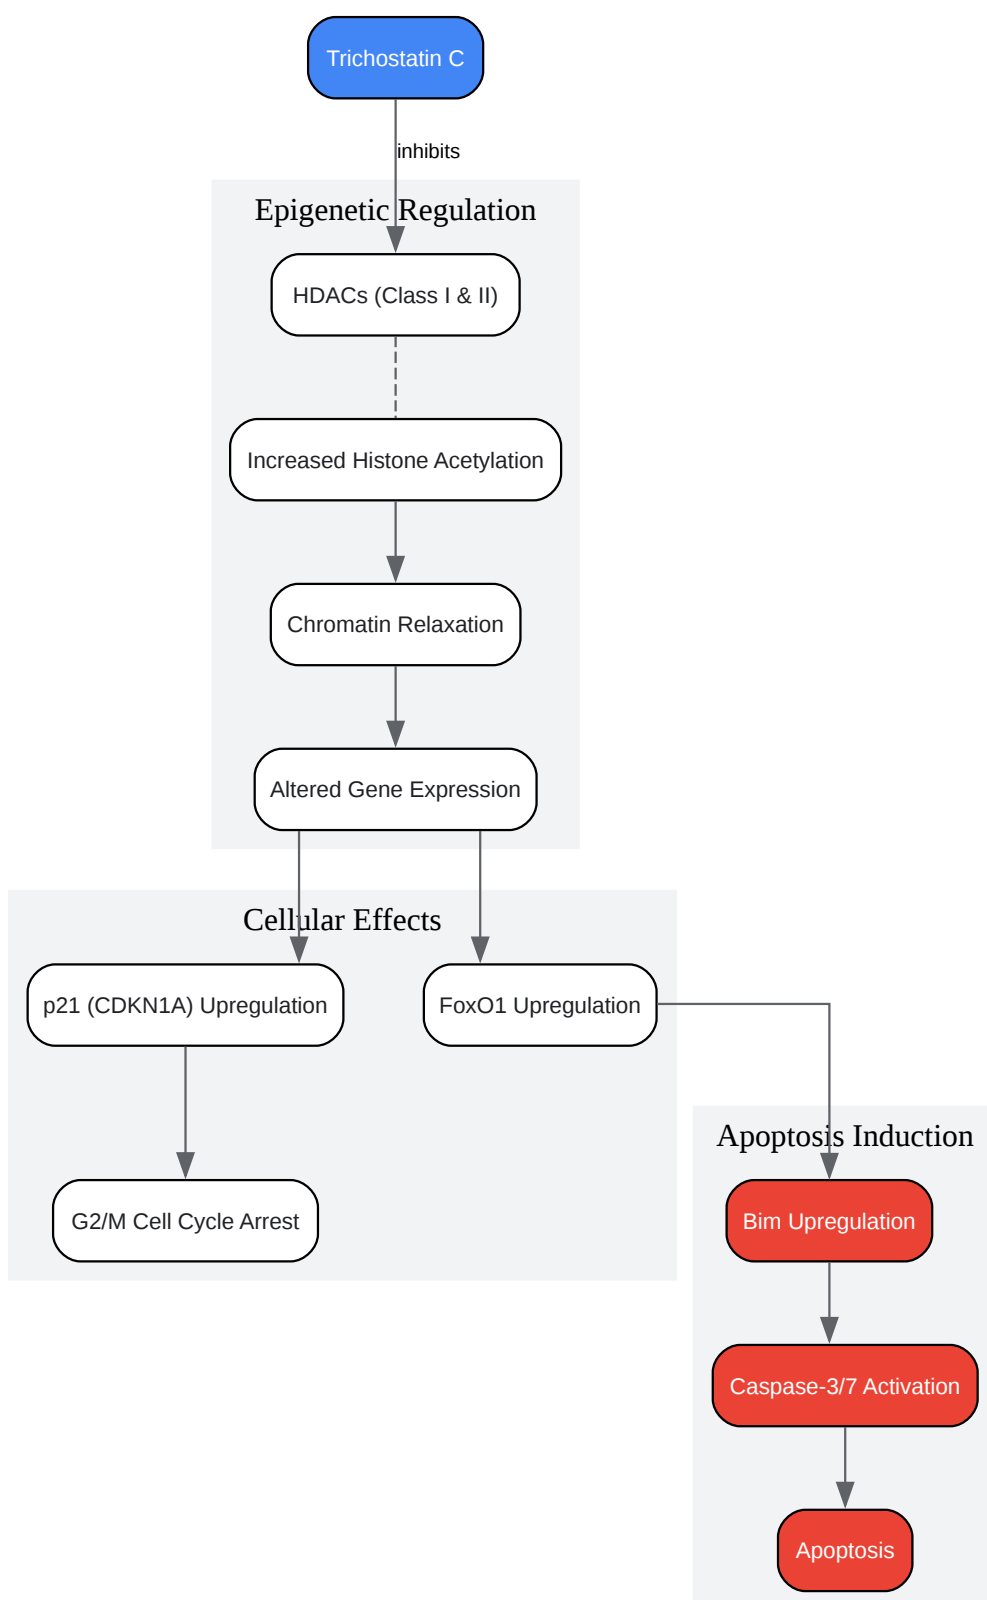 Trichostatin C
inhibits
Epigenetic Regulation
HDACs (Class I & II)
Increased Histone Acetylation
Chromatin Relaxation
Altered Gene Expression
Cellular Effects
p21 (CDKN1A) Upregulation
FoxO1 Upregulation
Apoptosis Induction
G2/M Cell Cycle Arrest
Bim Upregulation
Caspase-3/7 Activation
Apoptosis